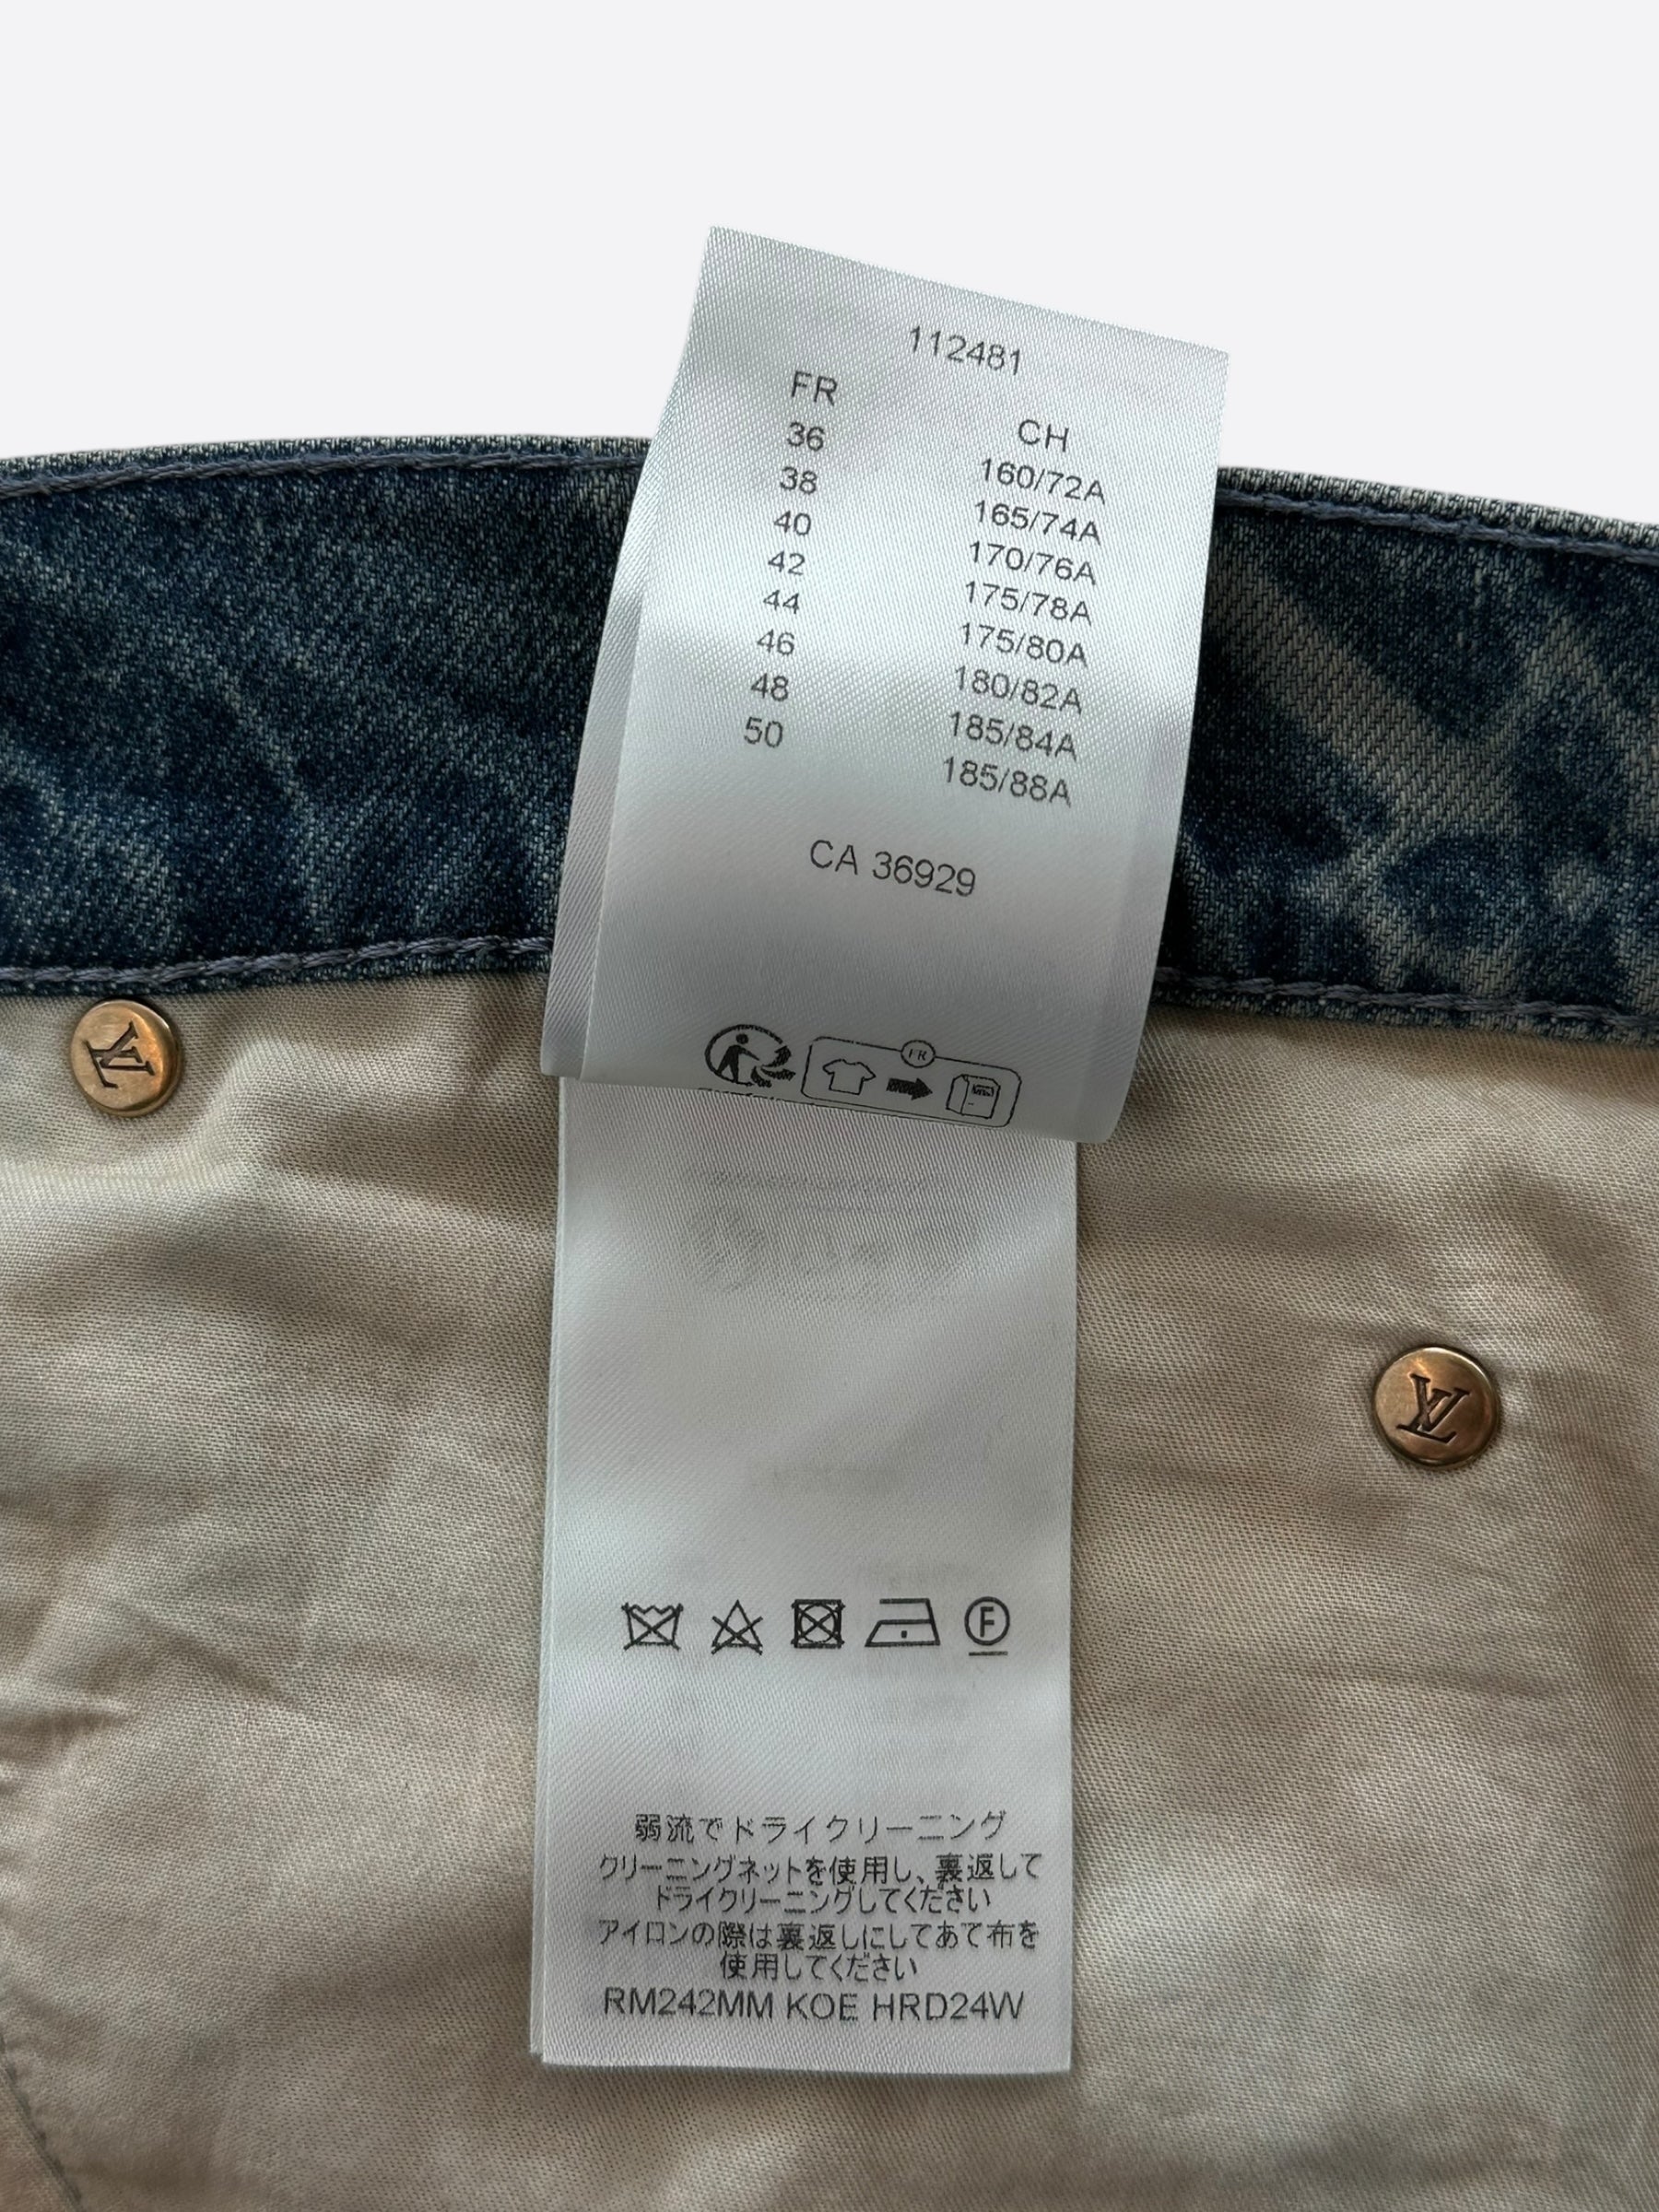 112481
FR CH
36 160/72A
38 165/74A
40 170/76A
42 175/78A
44 175/80A
46 180/82A
48 185/84A
50 185/88A
CA 36929
FR
LV
LV
F
弱流でドライクリーニング
クリーニングネットを使用し、裏返して
ドライクリーニングしてください
アイロンの際は裏返しにしてあて布を
使用してください
RM242MM KOE HRD24W